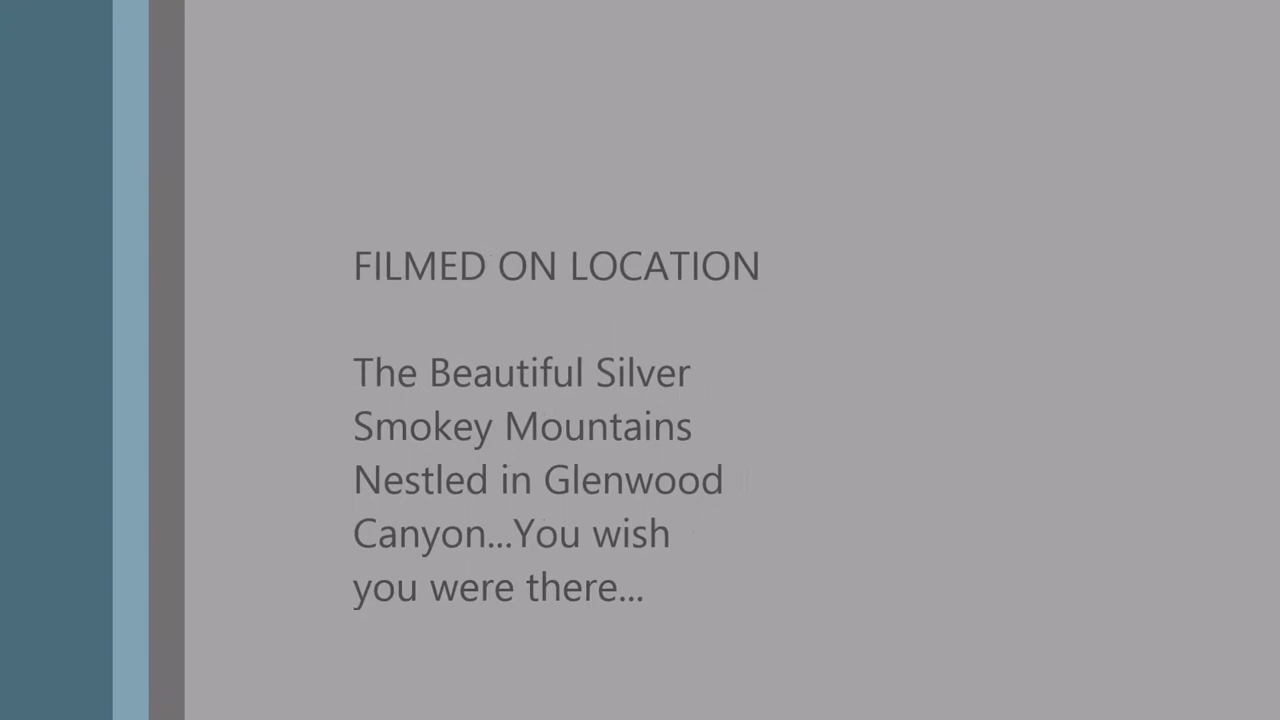 FILMED ON LOCATION
The Beautiful Silver
Smokey Mountains
Nestled in Glenwood
Canyon...You wish
you were there...